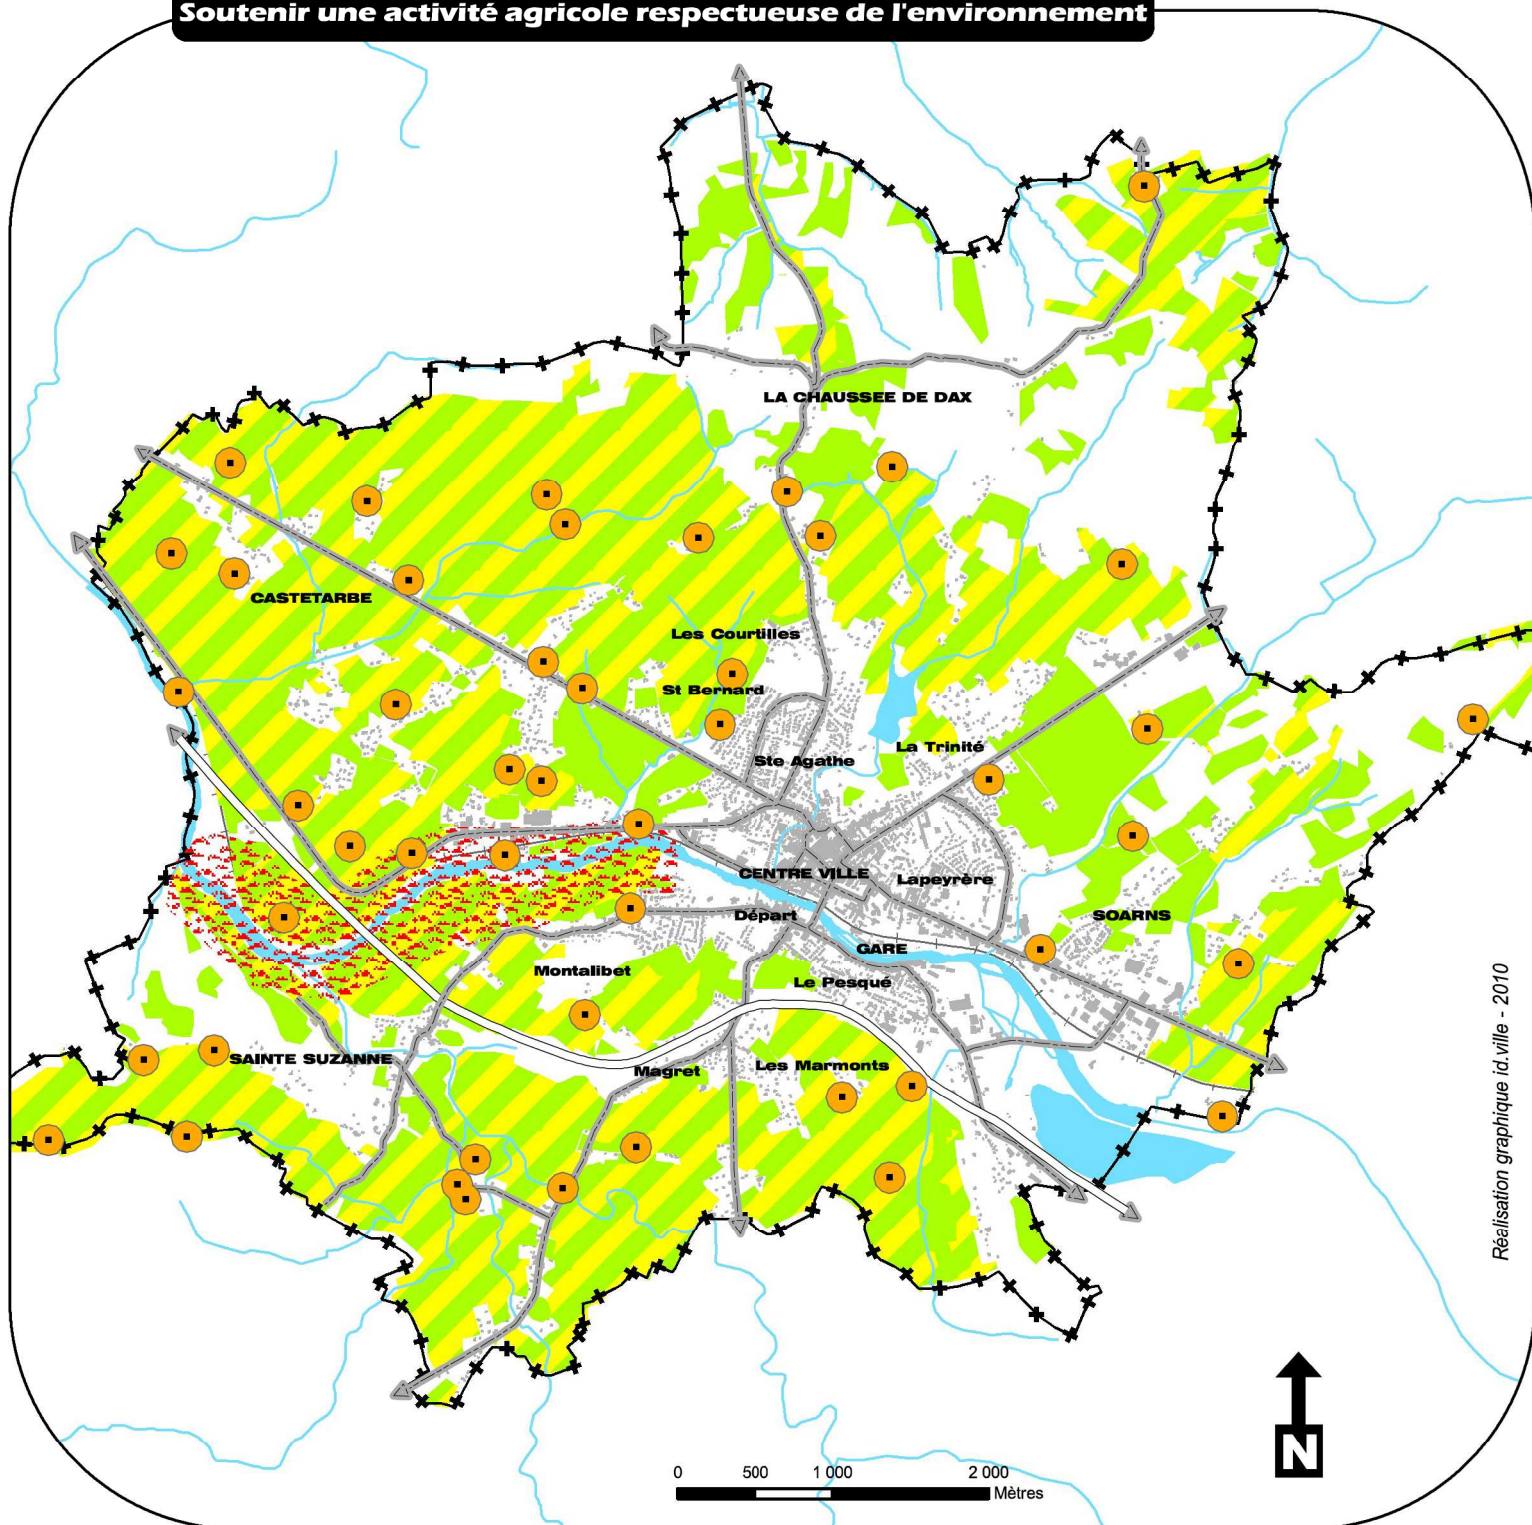 Soutenir une activité agricole respectueuse de l'environnement
LA CHAUSSEE DE DAX
CASTETARBE
Les Courtilles
St Bernard
La Trinité
Ste Agathe
CENTRE VILLE
Lapeyrère
Départ
SOARNS
GARE
Montalibet
Le Pesqué
SAINTE SUZANNE
Les Marmonts
Magret
Réalisation graphique id.ville - 2010
N
0 500 1 000 2 000
Mètres